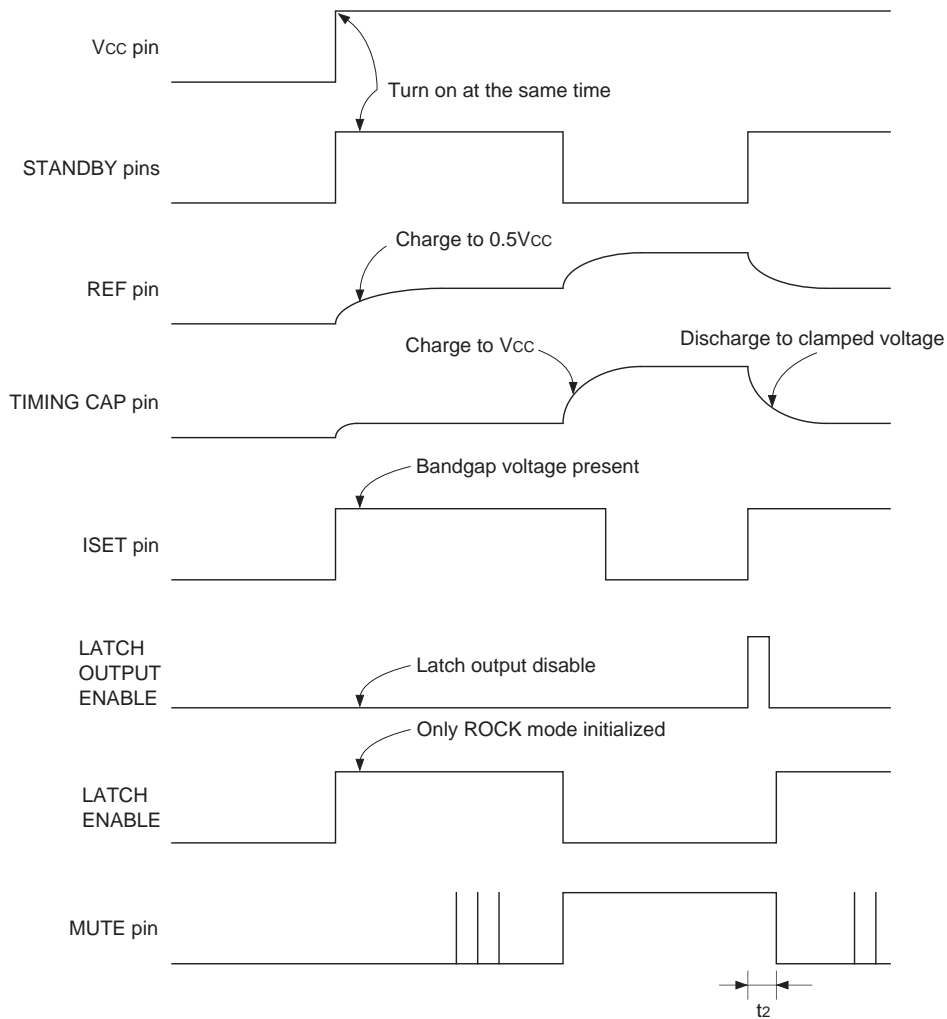 Vcc pin
Turn on at the same time
STANDBY pins
Charge to 0.5Vcc
REF pin
Charge to Vcc
Discharge to clamped voltage
TIMING CAP pin
Bandgap voltage present
ISET pin
LATCH
OUTPUT
ENABLE
Latch output disable
Only ROCK mode initialized
LATCH
ENABLE
MUTE pin
t2